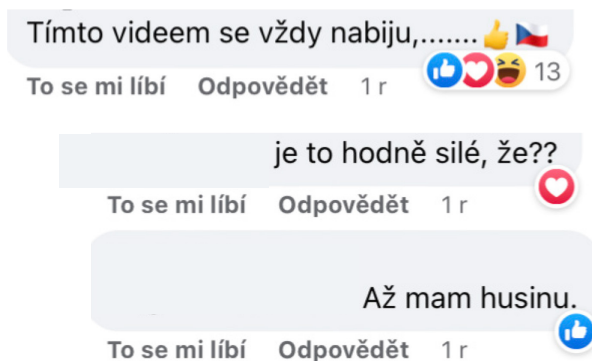 Tímto videem se vždy nabiju,.......👍🇨🇿
13
To se mi líbí Odpovědět 1 r
je to hodně silé, že??
To se mi líbí Odpovědět 1 r
Až mam husinu.
To se mi líbí Odpovědět 1 r